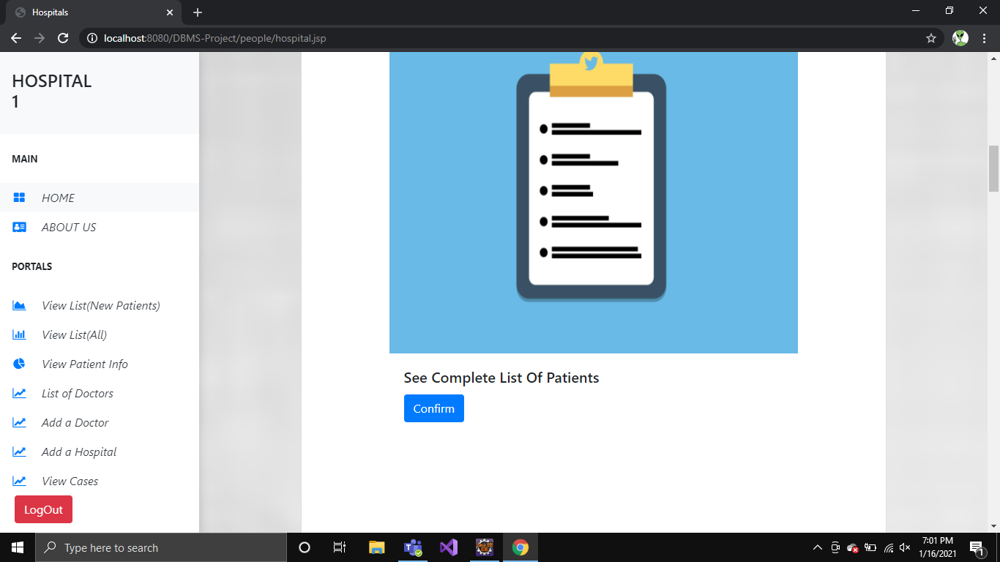 Hospitals
localhost:8080/DBMS-Project/people/hospital.jsp
HOSPITAL
1
MAIN
HOME
ABOUT US
PORTALS
View List(New Patients)
View List(All)
View Patient Info
List of Doctors
Add a Doctor
Add a Hospital
View Cases
LogOut
See Complete List Of Patients
Confirm
Type here to search
7:01 PM
1/16/2021
1